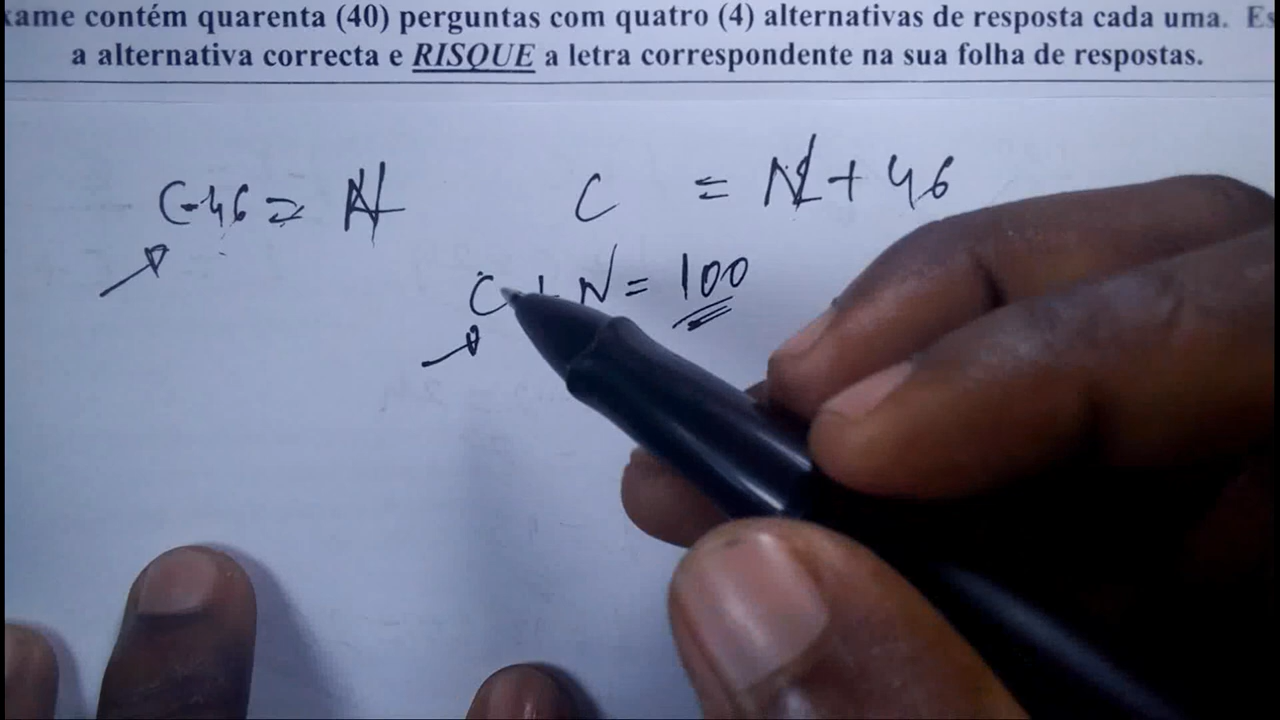 ame contém quarenta (40) perguntas com quatro (4) alternativas de resposta cada uma. Es
a alternativa correcta e RISQUE a letra correspondente na sua folha de respostas.
C-46 = N C = N + 46
C + N = 100